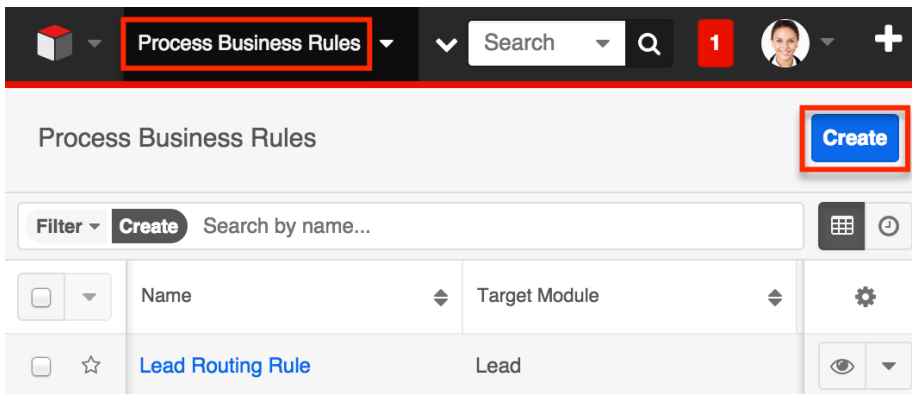 Process Business Rules Search 1
Process Business Rules Create
Filter Create Search by name...
Name Target Module
Lead Routing Rule Lead